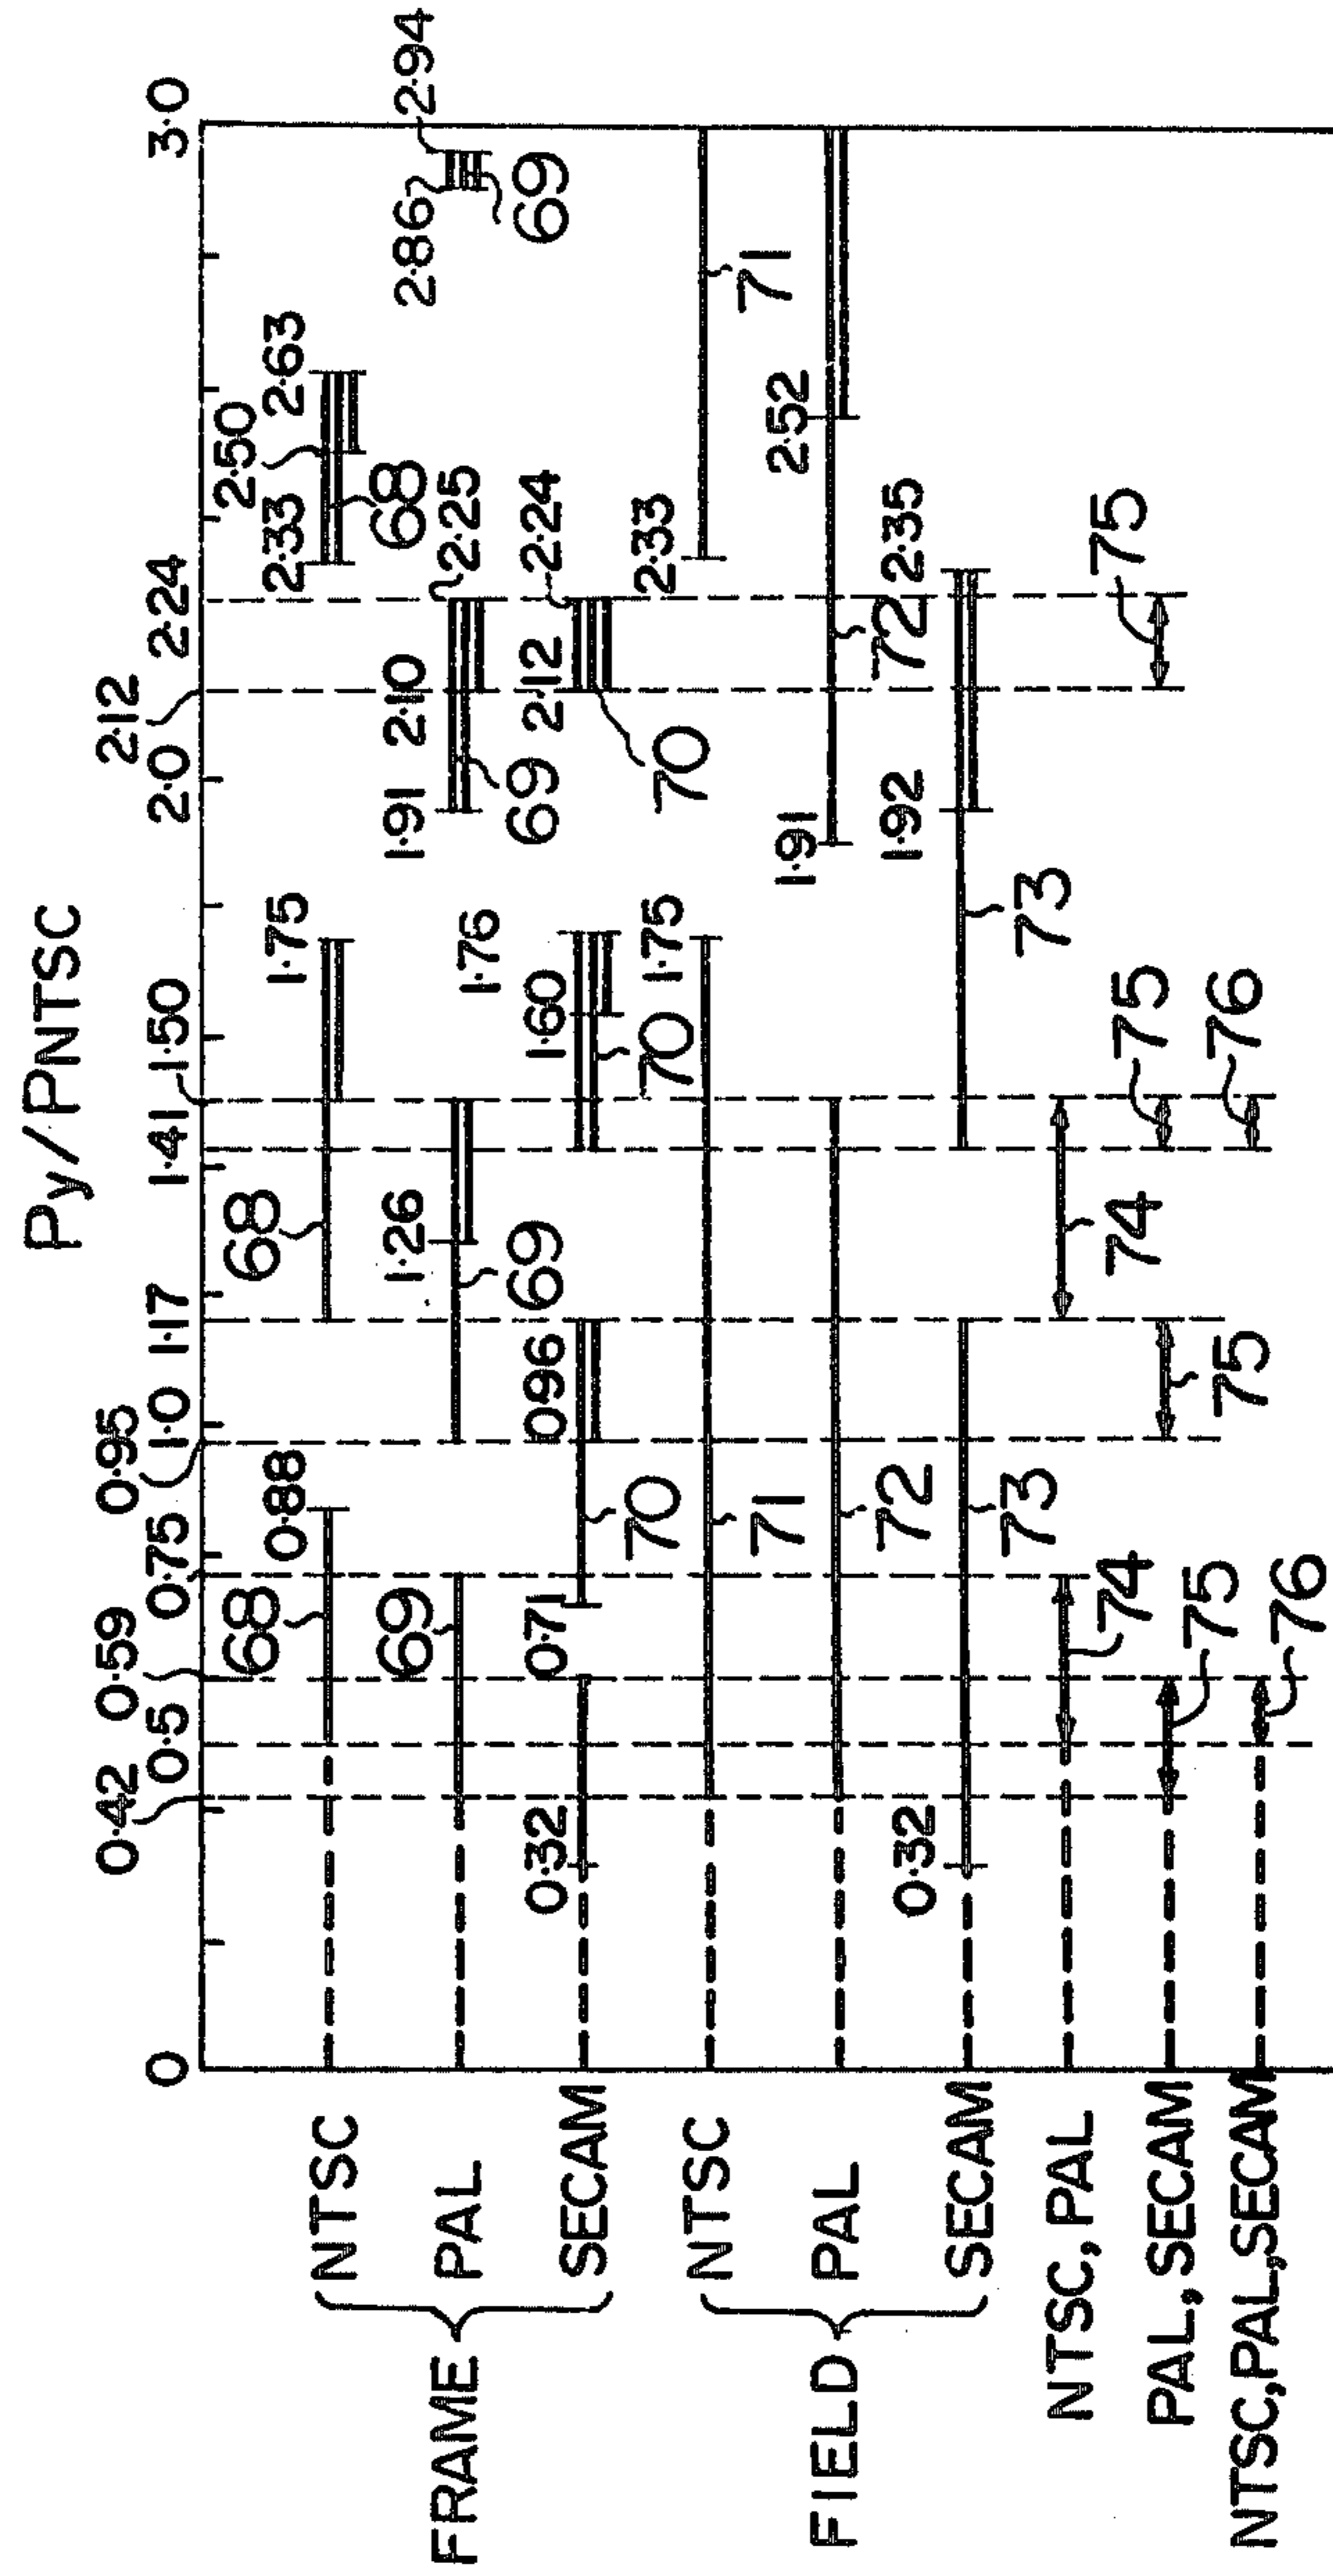 Py/PNTSC
0.42 0.59 0.95 2.12
0 0.5 0.75 1.0 1.17 1.41 1.50 2.0 2.24 3.0
2.50
NTSC 68 0.88 68 1.75 2.33 2.63
68
2.86 2.94
FRAME PAL 69 1.26 1.91 2.10 2.25
69 69 69
SECAM 0.32 0.71 0.96 1.60 1.76 2.12 2.24
70 70 70
NTSC 1.75 2.33
71 71
FIELD PAL 1.91 2.52
72 72
SECAM 0.32 1.92 2.35
73 73
NTSC,PAL
74 74
PAL,SECAM
75 75 75 75
NTSC,PAL,SECAM
76 76